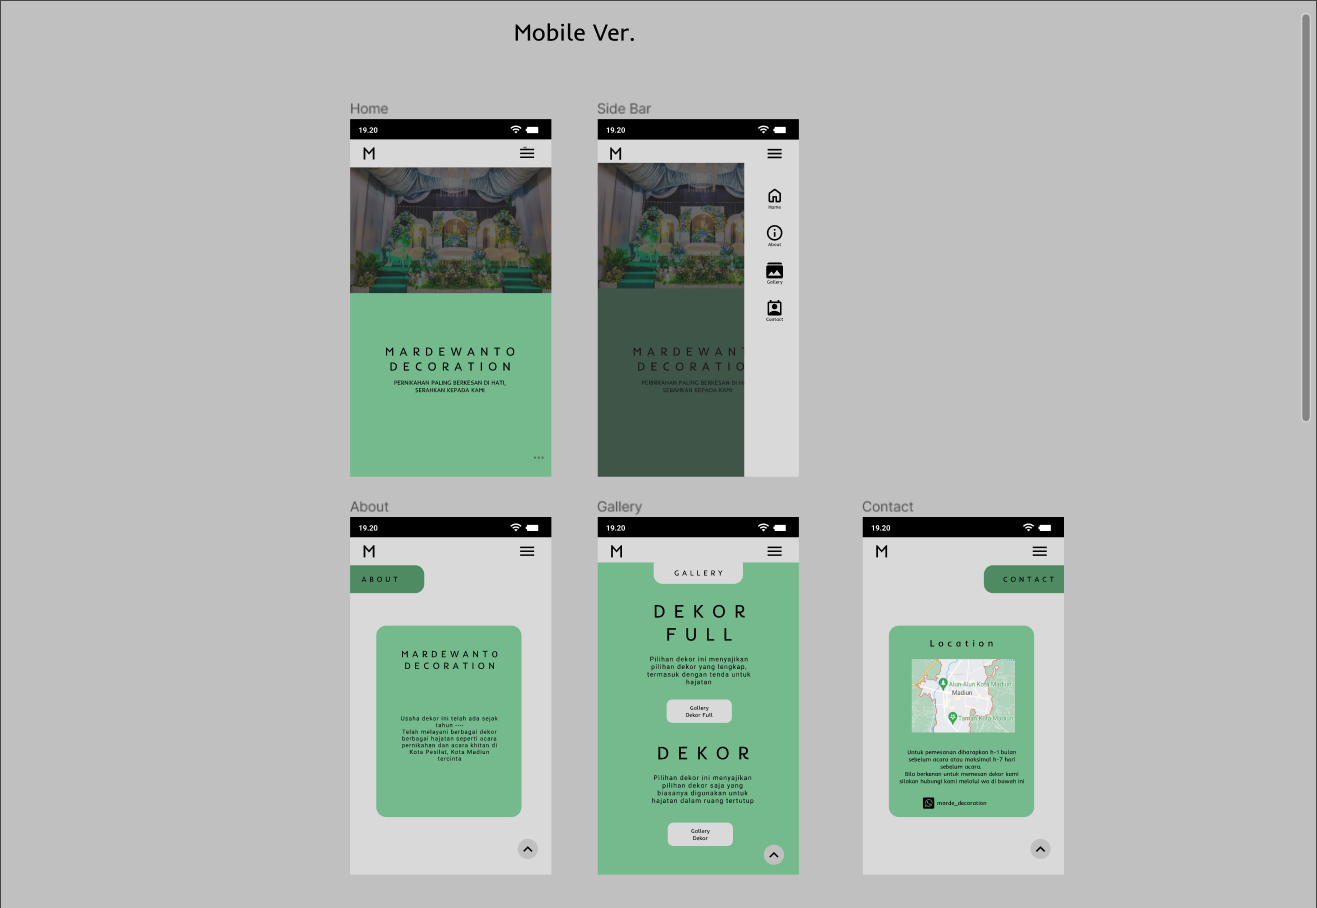 Mobile Ver.
Home
19.20
M
MARDEWANTO
DECORATION
PERNIKAHAN PALING BERKESAN DI HATI,
SERAHKAN KEPADA KAMI
Side Bar
19.20
M
Home
About
Gallery
Contact
MARDEWANT
DECORATIO
PERNIKAHAN PALING BERKESAN DI HA
SERAHKAN KEPADA KAMI
About
19.20
M
ABOUT
MARDEWANTO
DECORATION
Usaha dekor ini telah ada sejak
tahun ----
Telah melayani berbagai dekor
berbagai hajatan seperti acara
pernikahan dan acara khitan di
Kota Pesilat, Kota Madiun
tercinta
Gallery
19.20
M
GALLERY
DEKOR
FULL
Pilihan dekor ini menyajikan
pilihan dekor yang lengkap,
termasuk dengan tenda untuk
hajatan
Gallery
Dekor Full
DEKOR
Pilihan dekor ini menyajikan
pilihan dekor saja yang
biasanya digunakan untuk
hajatan dalam ruang tertutup
Gallery
Dekor
Contact
19.20
M
CONTACT
Location
Alun-Alun Kota Madiun
Madiun
Taman Kota Madiun
Untuk pemesanan diharapkan h-1 bulan
sebelum acara atau maksimal h-7 hari
sebelum acara.
Bila berkenan untuk memesan dekor kami
silakan hubungi kami melalui wa di bawah ini
marde_decoration